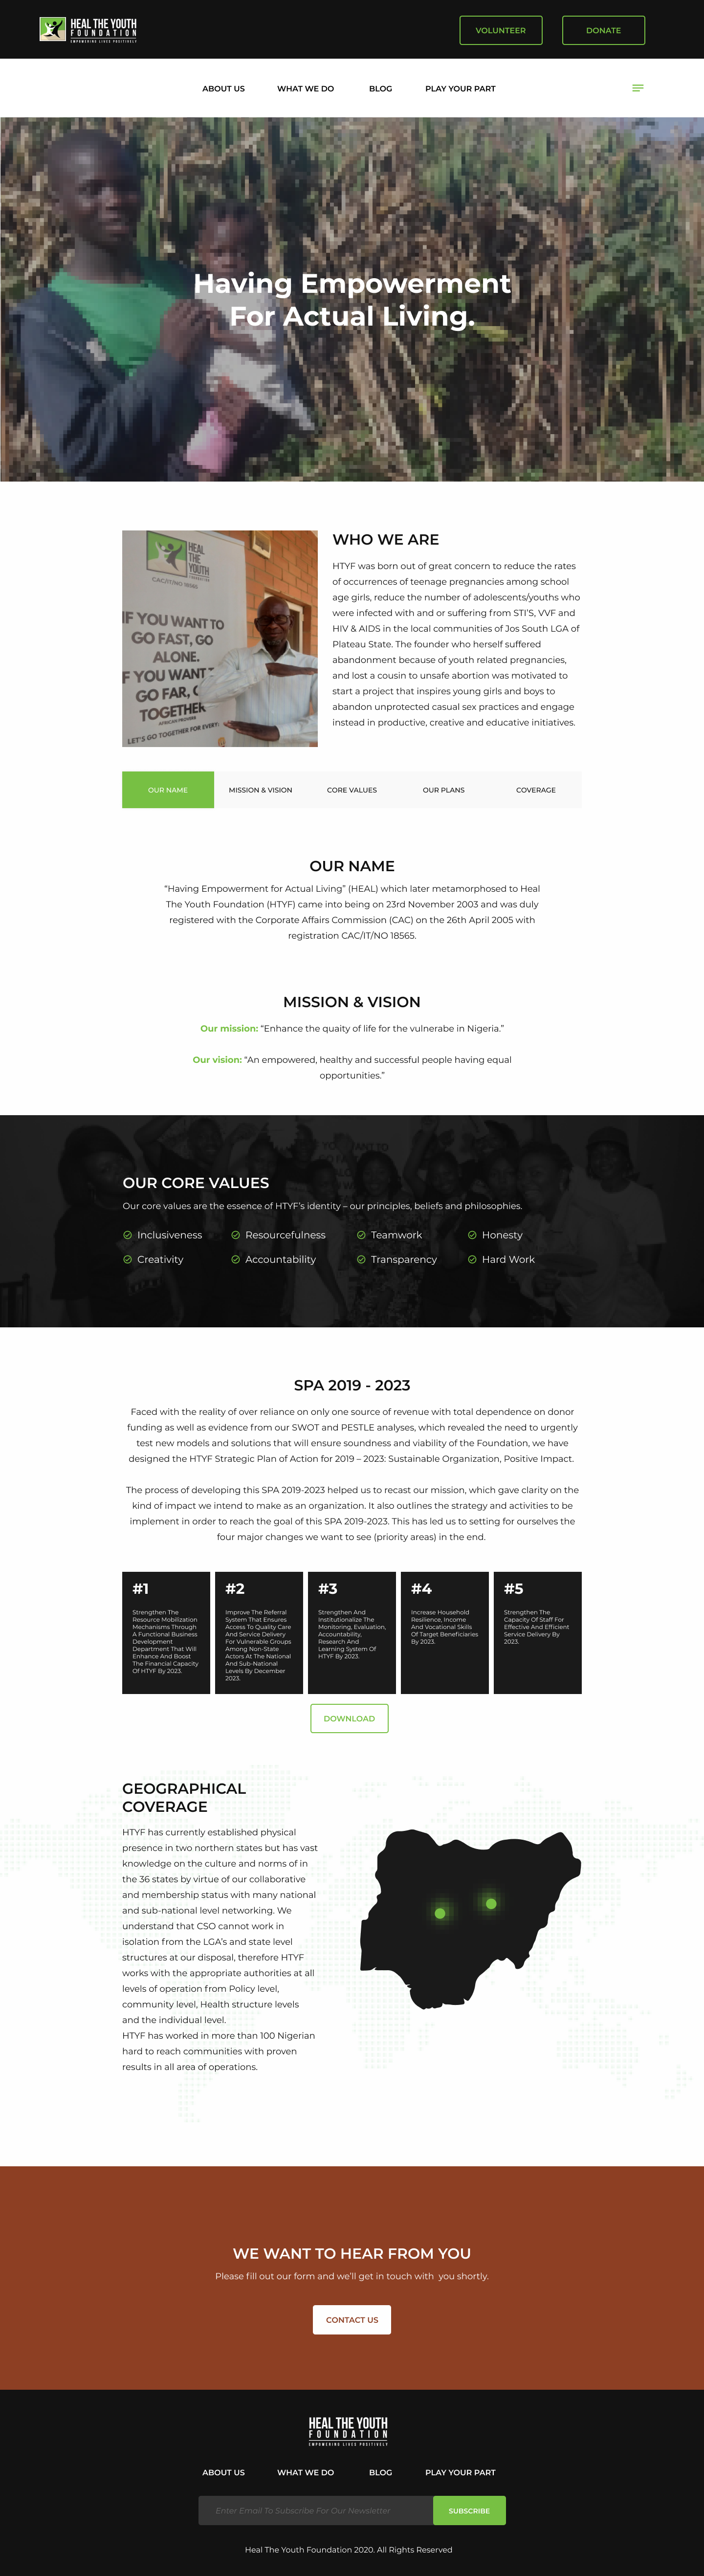 HEAL THE YOUTH
FOUNDATION
EMPOWERING LIVES POSITIVELY
VOLUNTEER
DONATE
ABOUT US
WHAT WE DO
BLOG
PLAY YOUR PART
Having Empowerment
For Actual Living.
HEAL
THE
YOUTH
FOUNDATION
IF YOU WANT TO
GO FAST, GO
ALONE.
IF YOU WANT
GO FAR, G
TOGETHER
AFRICAN PROVERB
LET'S GO TOGETHER FOR EVER!
WHO WE ARE
HTYF was born out of great concern to reduce the rates
of occurrences of teenage pregnancies among school
age girls, reduce the number of adolescents/youths who
were infected with and or suffering from STI'S, VVF and
HIV & AIDS in the local communities of Jos South LGA of
Plateau State. The founder who herself suffered
abandonment because of youth related pregnancies,
and lost a cousin to unsafe abortion was motivated to
start a project that inspires young girls and boys to
abandon unprotected casual sex practices and engage
instead in productive, creative and educative initiatives.
OUR NAME
MISSION & VISION
CORE VALUES
OUR PLANS
COVERAGE
OUR NAME
“Having Empowerment for Actual Living” (HEAL) which later metamorphosed to Heal
The Youth Foundation (HTYF) came into being on 23rd November 2003 and was duly
registered with the Corporate Affairs Commission (CAC) on the 26th April 2005 with
registration CAC/IT/NO 18565.
MISSION & VISION
Our mission: “Enhance the quaity of life for the vulnerabe in Nigeria.”
Our vision: “An empowered, healthy and successful people having equal
opportunities.”
OUR CORE VALUES
Our core values are the essence of HTYF's identity – our principles, beliefs and philosophies.
Inclusiveness
Resourcefulness
Teamwork
Honesty
Creativity
Accountability
Transparency
Hard Work
SPA 2019 - 2023
Faced with the reality of over reliance on only one source of revenue with total dependence on donor
funding as well as evidence from our SWOT and PESTLE analyses, which revealed the need to urgently
test new models and solutions that will ensure soundness and viability of the Foundation, we have
designed the HTYF Strategic Plan of Action for 2019 – 2023: Sustainable Organization, Positive Impact.
The process of developing this SPA 2019-2023 helped us to recast our mission, which gave clarity on the
kind of impact we intend to make as an organization. It also outlines the strategy and activities to be
implement in order to reach the goal of this SPA 2019-2023. This has led us to setting for ourselves the
four major changes we want to see (priority areas) in the end.
#1
Strengthen The
Resource Mobilization
Mechanisms Through
A Functional Business
Development
Department That Will
Enhance And Boost
The Financial Capacity
Of HTYF By 2023.
#2
Improve The Referral
System That Ensures
Access To Quality Care
And Service Delivery
For Vulnerable Groups
Among Non-State
Actors At The National
And Sub-National
Levels By December
2023.
#3
Strengthen And
Institutionalize The
Monitoring, Evaluation,
Accountability,
Research And
Learning System Of
HTYF By 2023.
#4
Increase Household
Resilience, Income
And Vocational Skills
Of Target Beneficiaries
By 2023.
#5
Strengthen The
Capacity Of Staff For
Effective And Efficient
Service Delivery By
2023.
DOWNLOAD
GEOGRAPHICAL
COVERAGE
HTYF has currently established physical
presence in two northern states but has vast
knowledge on the culture and norms of in
the 36 states by virtue of our collaborative
and membership status with many national
and sub-national level networking. We
understand that CSO cannot work in
isolation from the LGA's and state level
structures at our disposal, therefore HTYF
works with the appropriate authorities at all
levels of operation from Policy level,
community level, Health structure levels
and the individual level.
HTYF has worked in more than 100 Nigerian
hard to reach communities with proven
results in all area of operations.
WE WANT TO HEAR FROM YOU
Please fill out our form and we'll get in touch with you shortly.
CONTACT US
HEAL THE YOUTH
FOUNDATION
EMPOWERING LIVES POSITIVELY
ABOUT US
WHAT WE DO
BLOG
PLAY YOUR PART
Enter Email To Subscribe For Our Newsletter
SUBSCRIBE
Heal The Youth Foundation 2020. All Rights Reserved